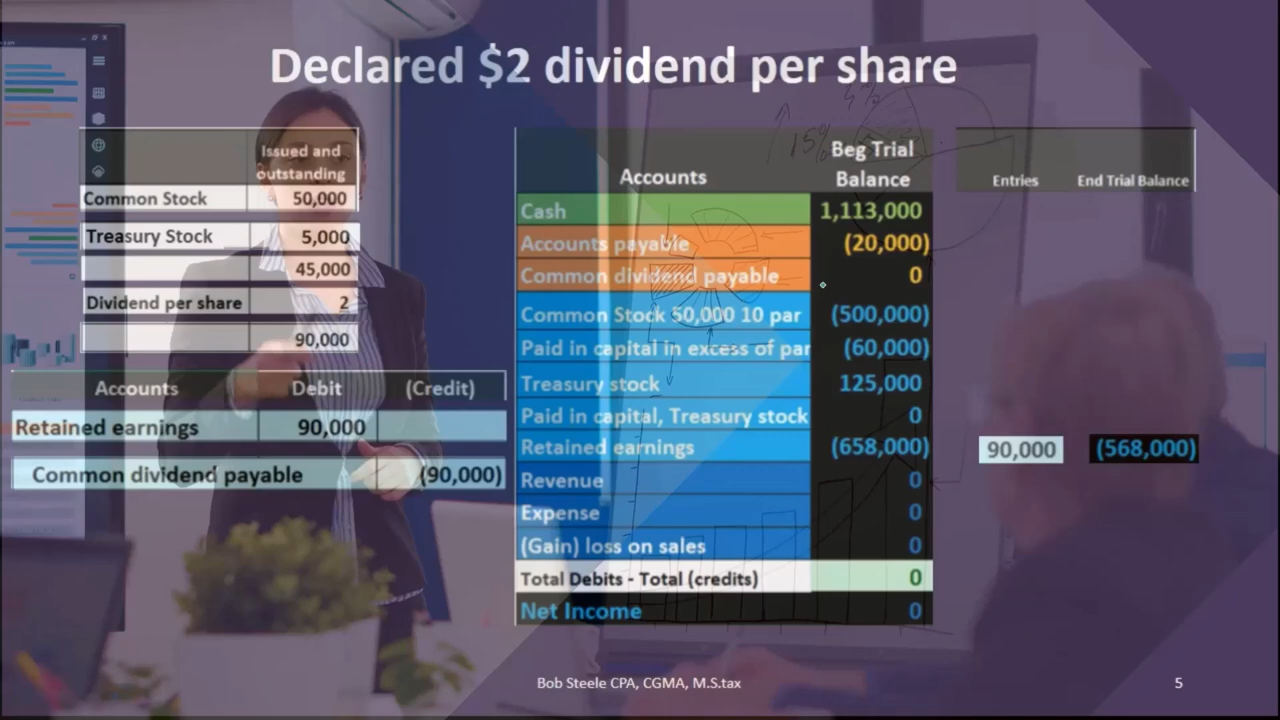 Declared $2 dividend per share
Issued and
outstanding
Common Stock 50,000
Treasury Stock 5,000
45,000
Dividend per share 2
90,000
Accounts Debit (Credit)
Retained earnings 90,000
Common dividend payable (90,000)
Accounts Beg Trial
Balance
Cash 1,113,000
Accounts payable (20,000)
Common dividend payable 0
Common Stock 50,000 10 par (500,000)
Paid in capital in excess of par (60,000)
Treasury stock 125,000
Paid in capital, Treasury stock 0
Retained earnings (658,000)
Revenue 0
Expense 0
(Gain) loss on sales 0
Total Debits - Total (credits) 0
Net Income 0
Entries End Trial Balance
90,000 (568,000)
15%
Bob Steele CPA, CGMA, M.S.tax
5